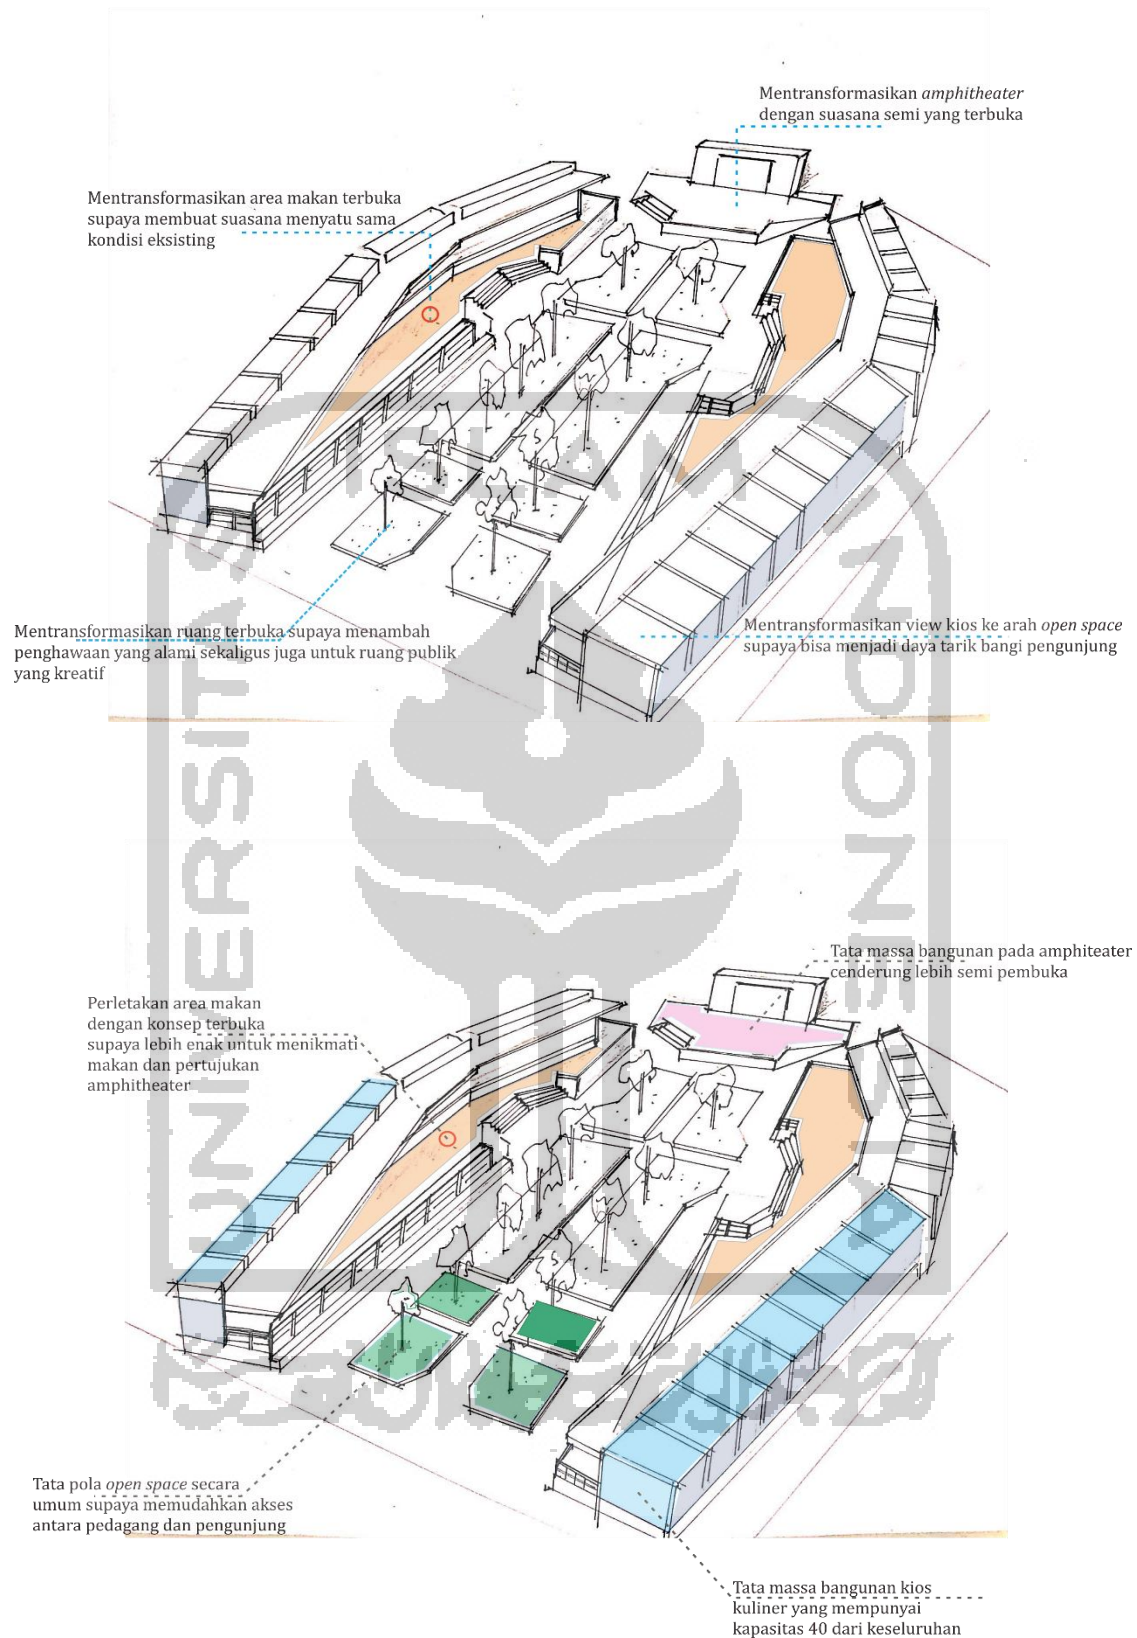 Mentransformasikan amphitheater
dengan suasana semi yang terbuka
Mentransformasikan area makan terbuka
supaya membuat suasana menyatu sama
kondisi eksisting
Mentransformasikan ruang terbuka supaya menambah
penghawaan yang alami sekaligus juga untuk ruang publik
yang kreatif
Mentransformasikan view kios ke arah open space
supaya bisa menjadi daya tarik bangi pengunjung
Tata massa bangunan pada amphiteater
cenderung lebih semi pembuka
Perletakan area makan
dengan konsep terbuka
supaya lebih enak untuk menikmati
makan dan pertujukan
amphitheater
Tata pola open space secara
umum supaya memudahkan akses
antara pedagang dan pengunjung
Tata massa bangunan kios
kuliner yang mempunyai
kapasitas 40 dari keseluruhan
UNIVERSITAS
ISLAM
INDONESIA